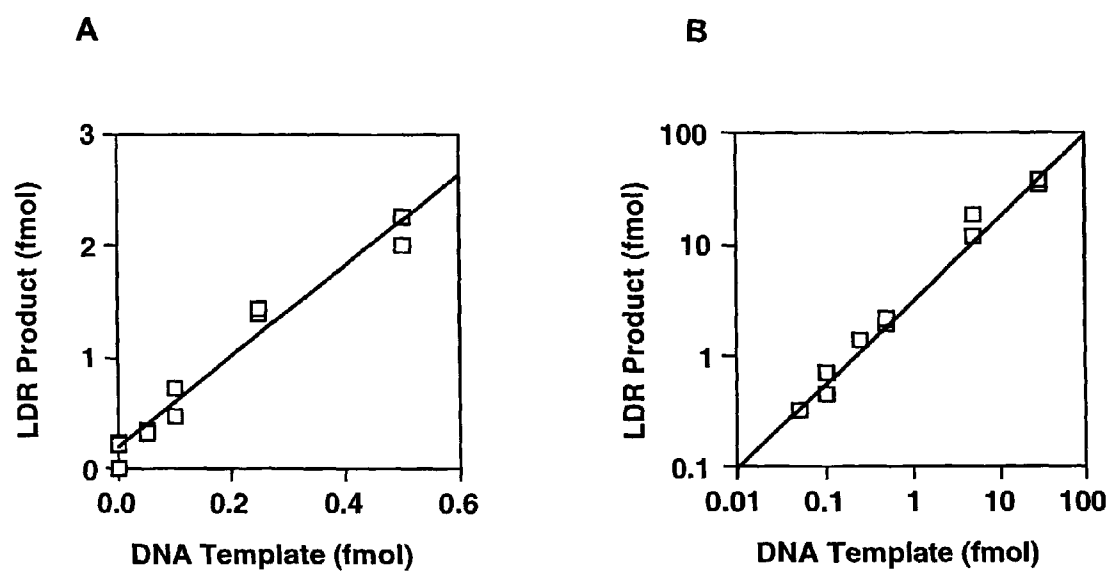 A
B
LDR Product (fmol)
3
2
1
0
0.0 0.2 0.4 0.6
DNA Template (fmol)
LDR Product (fmol)
100
10
1
0.1
0.01 0.1 1 10 100
DNA Template (fmol)